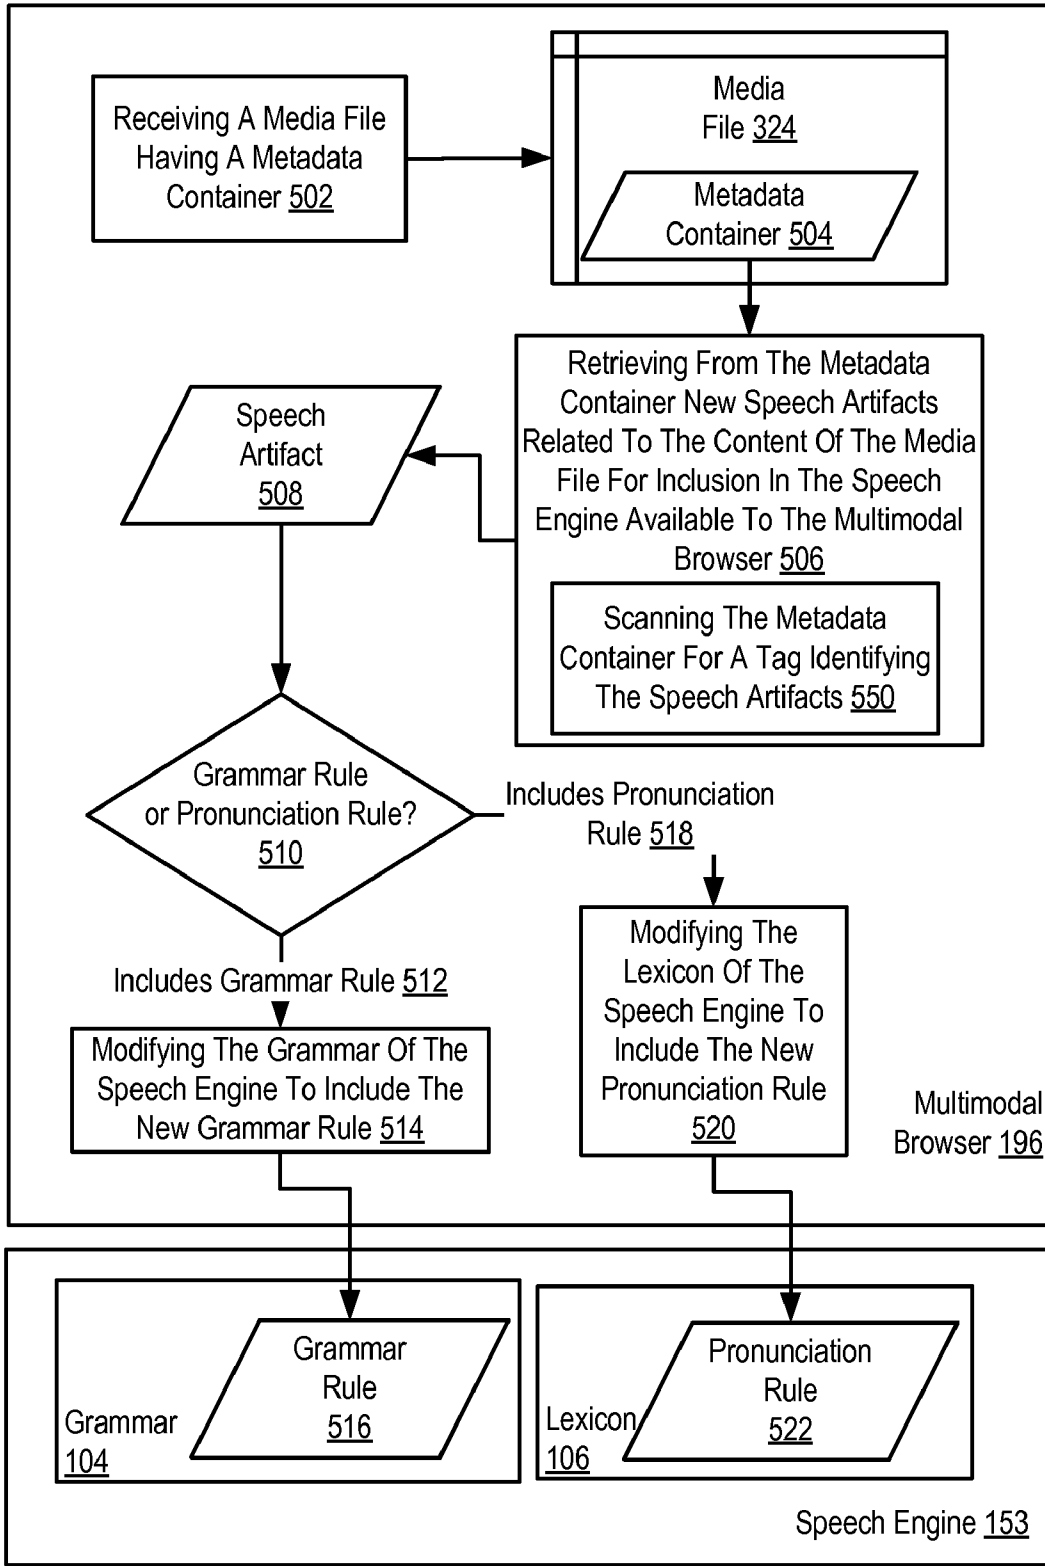 Receiving A Media File
Having A Metadata
Container 502
Media
File 324
Metadata
Container 504
Retrieving From The Metadata
Container New Speech Artifacts
Related To The Content Of The Media
File For Inclusion In The Speech
Engine Available To The Multimodal
Browser 506
Scanning The Metadata
Container For A Tag Identifying
The Speech Artifacts 550
Speech
Artifact
508
Grammar Rule
or Pronunciation Rule?
510
Includes Pronunciation
Rule 518
Includes Grammar Rule 512
Modifying The Grammar Of The
Speech Engine To Include The
New Grammar Rule 514
Modifying The
Lexicon Of The
Speech Engine To
Include The New
Pronunciation Rule
520
Multimodal
Browser 196
Grammar
Rule
516
Grammar
104
Pronunciation
Rule
522
Lexicon
106
Speech Engine 153